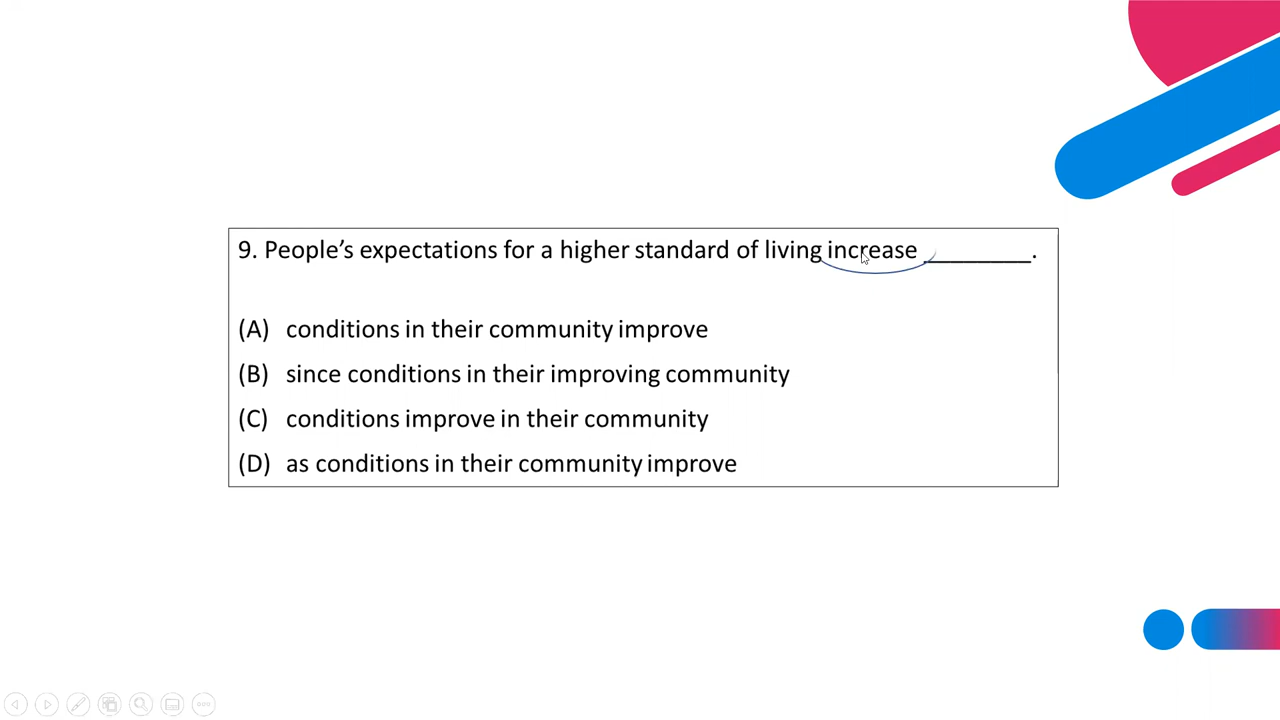 9. People’s expectations for a higher standard of living increase _________.
(A) conditions in their community improve
(B) since conditions in their improving community
(C) conditions improve in their community
(D) as conditions in their community improve